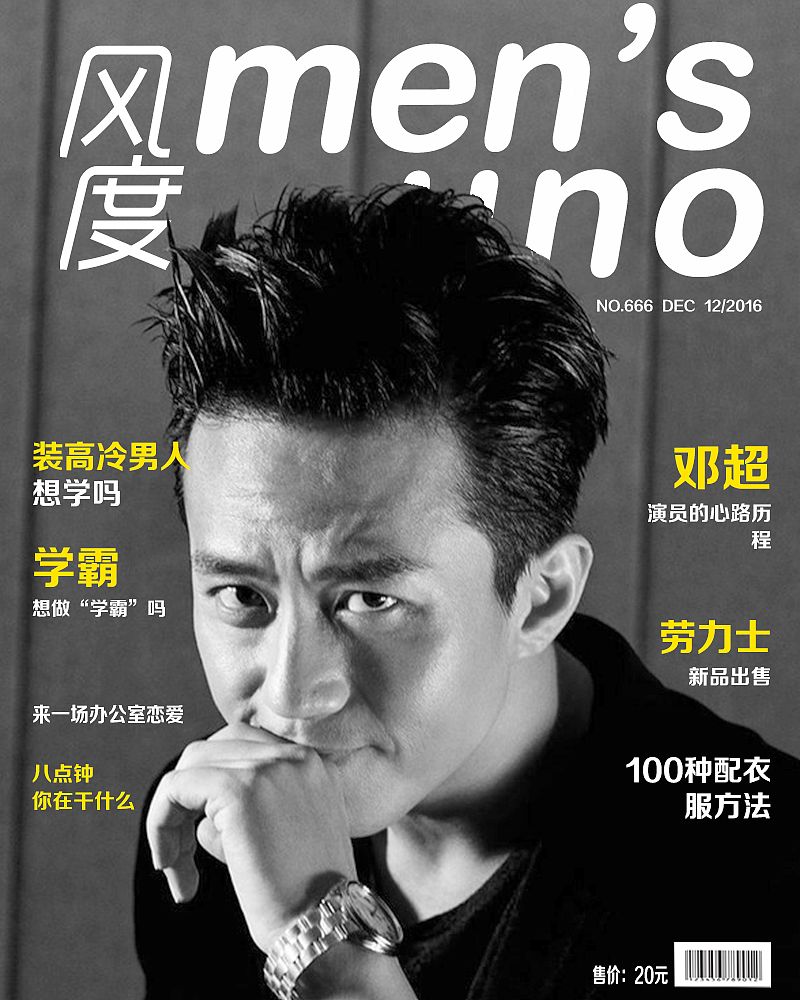 风度
men's
uno
NO.666 DEC 12/2016
装高冷男人
想学吗
学霸
想做“学霸”吗
来一场办公室恋爱
八点钟
你在干什么
邓超
演员的心路历
程
劳力士
新品出售
100种配衣
服方法
售价：20元
123456789012